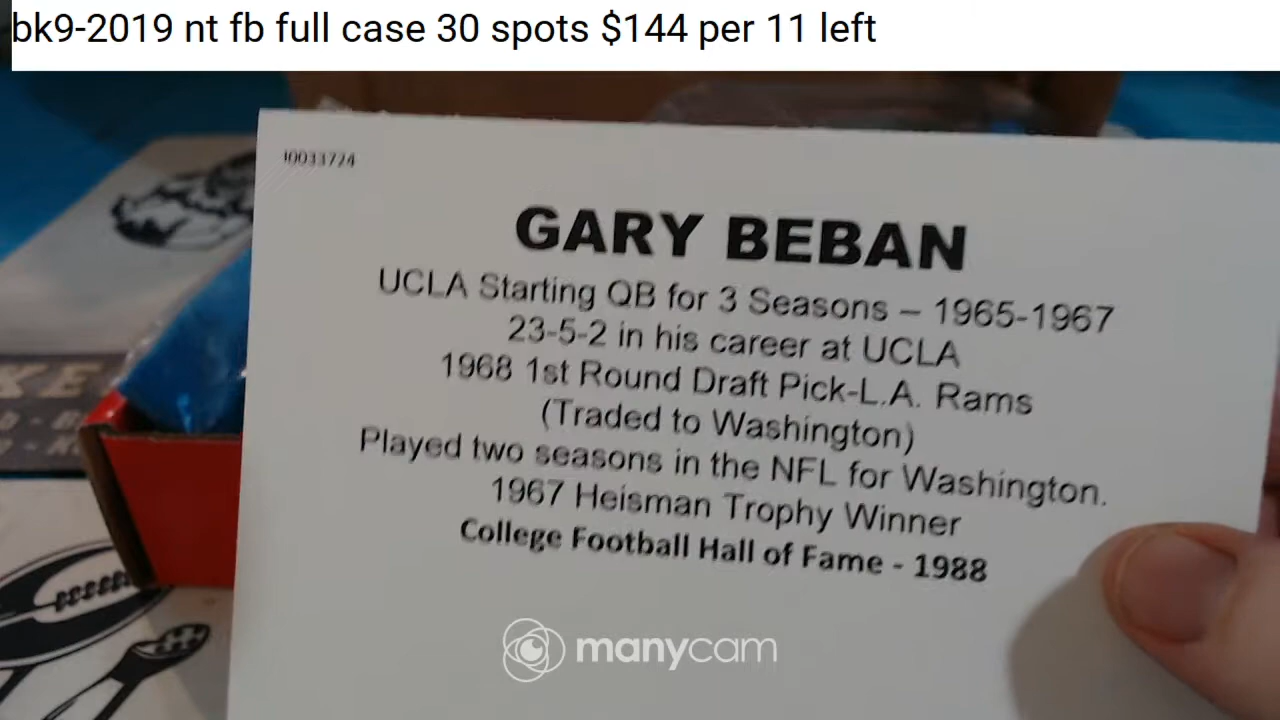 bk9-2019 nt fb full case 30 spots $144 per 11 left
10033724
GARY BEBAN
UCLA Starting QB for 3 Seasons – 1965-1967
23-5-2 in his career at UCLA
1968 1st Round Draft Pick-L.A. Rams
(Traded to Washington)
Played two seasons in the NFL for Washington.
1967 Heisman Trophy Winner
College Football Hall of Fame - 1988
KE
manycam